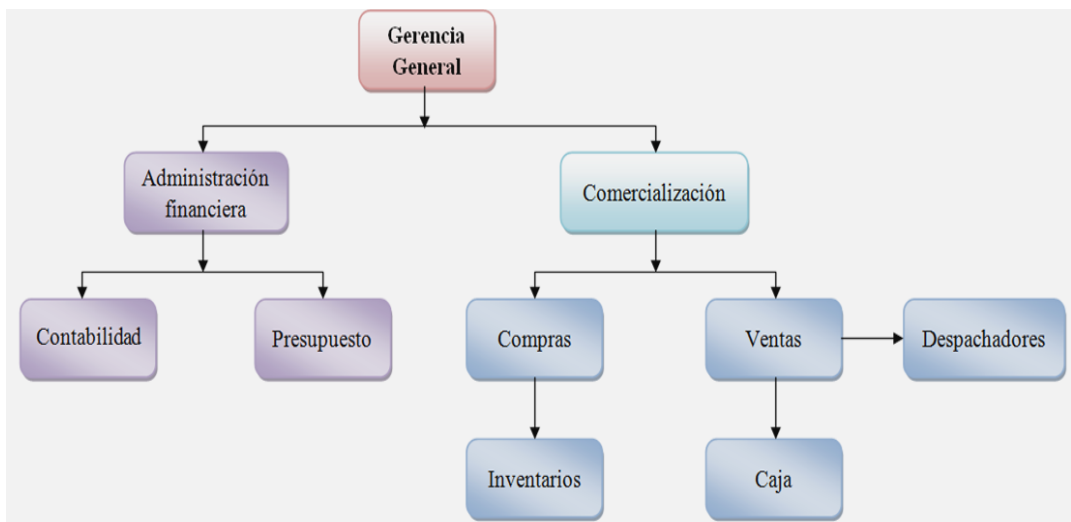 Gerencia
General
Administración
financiera
Comercialización
Contabilidad
Presupuesto
Compras
Ventas
Despachadores
Inventarios
Caja